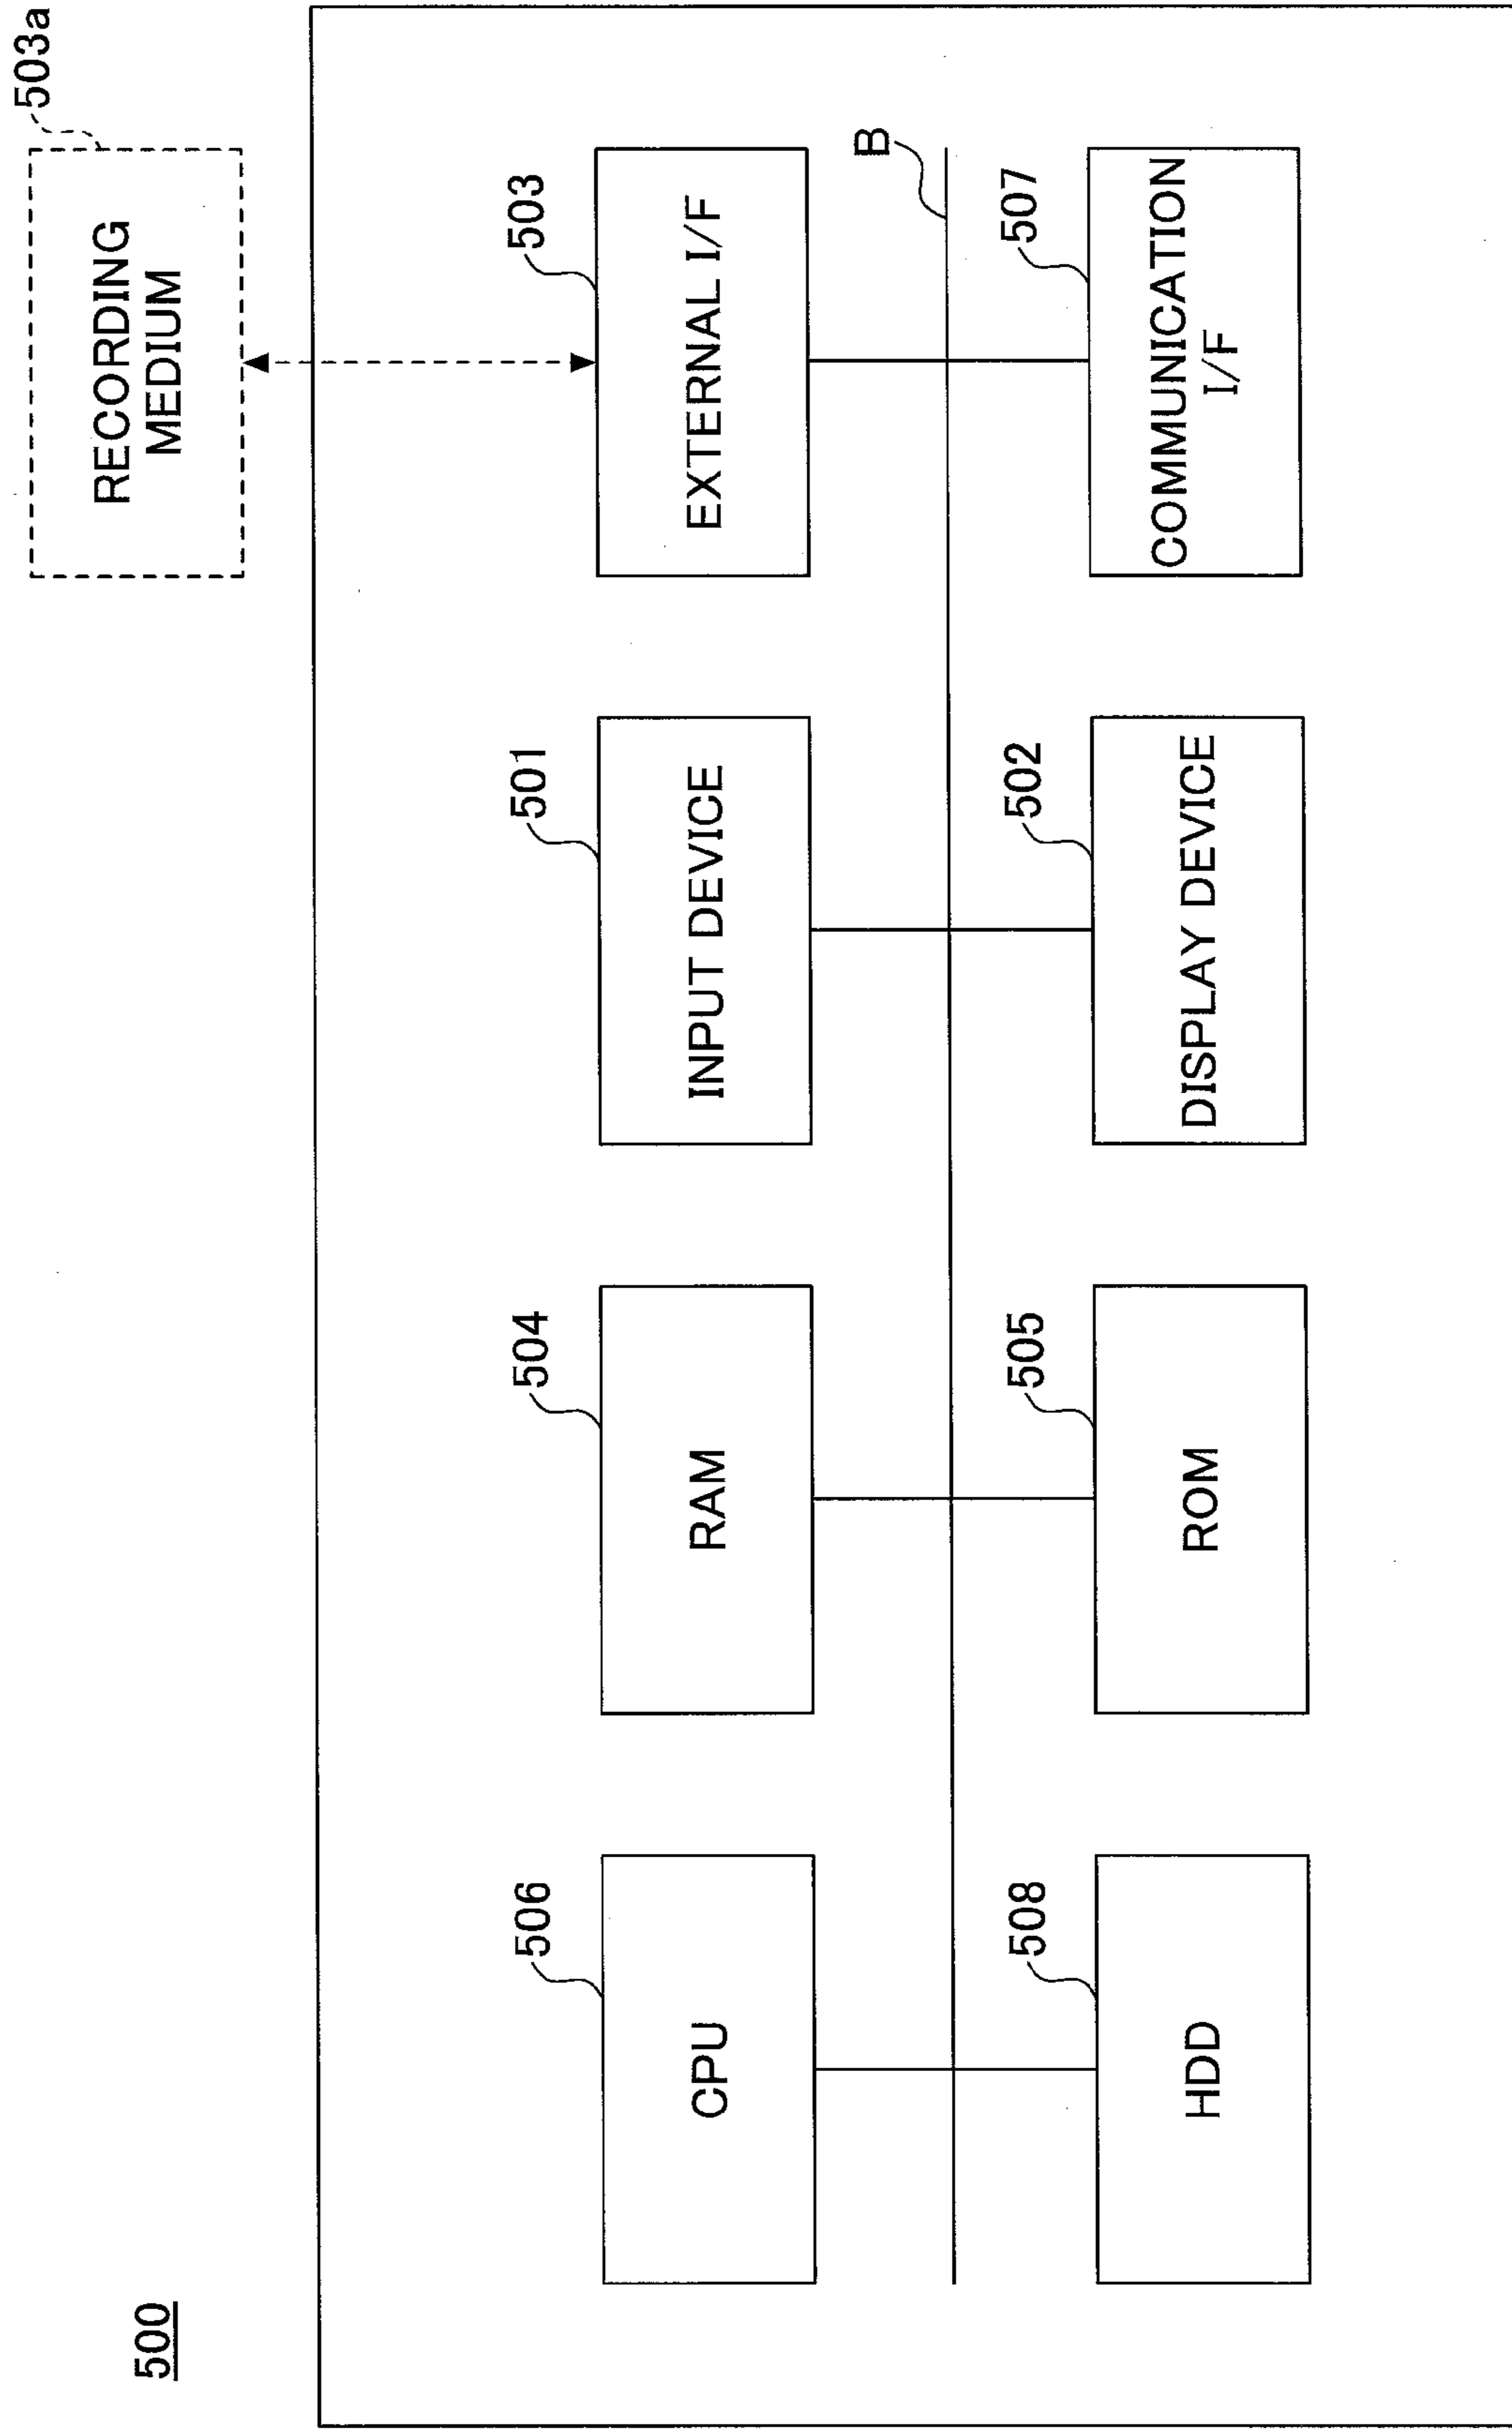 500
503a
RECORDING
MEDIUM
506
504
501
503
CPU
RAM
INPUT DEVICE
EXTERNAL I/F
B
508
505
502
507
HDD
ROM
DISPLAY DEVICE
COMMUNICATION
I/F